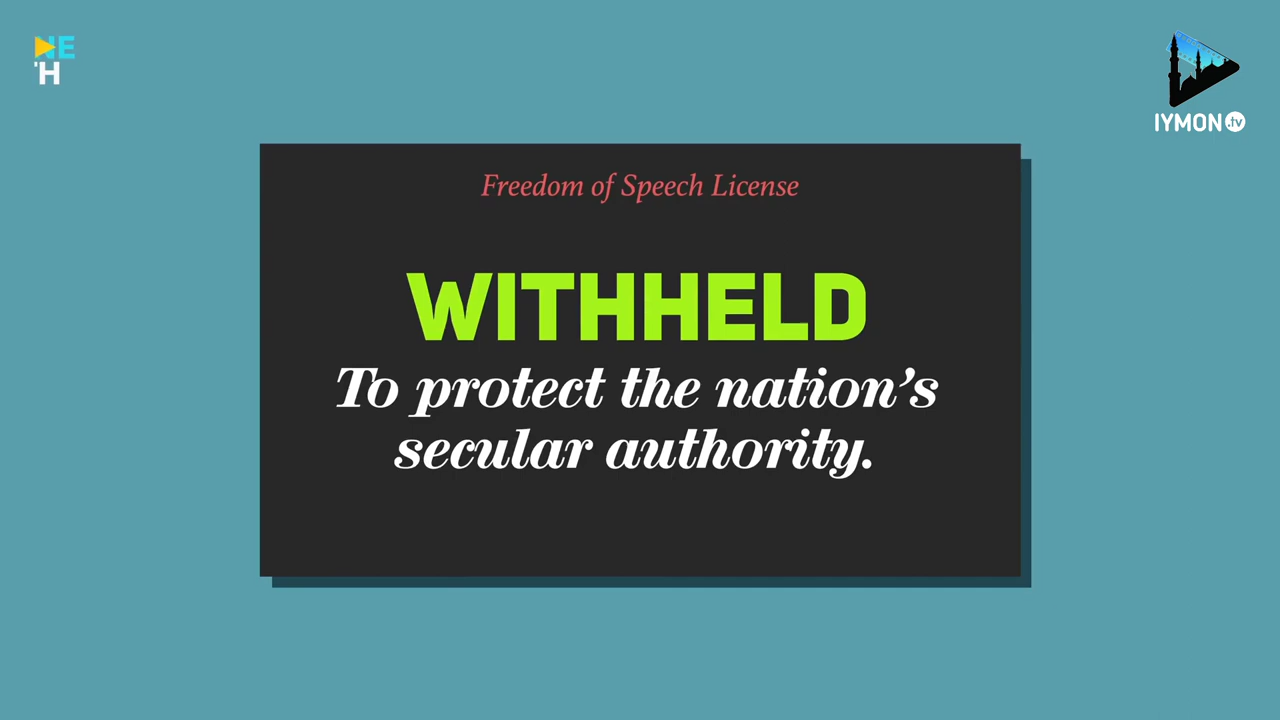 NE
'H
IYMON.tv
Freedom of Speech License
WITHHELD
To protect the nation's
secular authority.